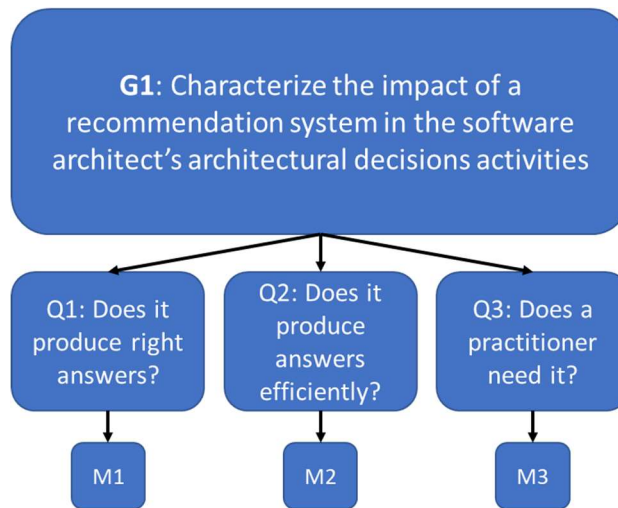 G1: Characterize the impact of a
recommendation system in the software
architect's architectural decisions activities
Q1: Does it
produce right
answers?
Q2: Does it
produce
answers
efficiently?
Q3: Does a
practitioner
need it?
M1
M2
M3